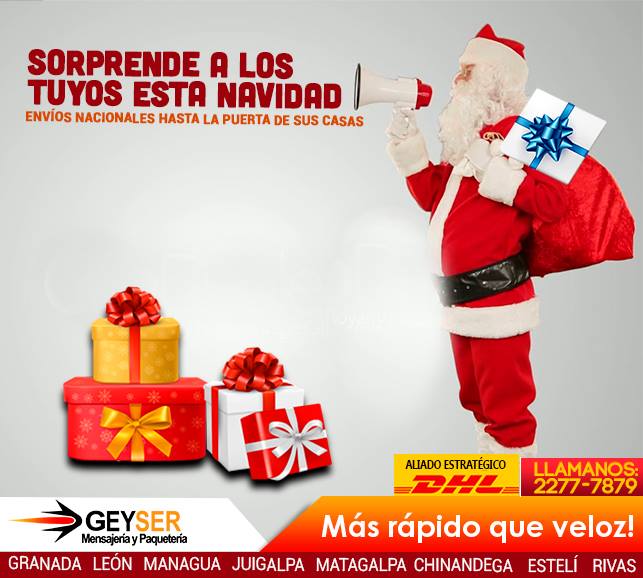 SORPRENDE A LOS
TUYOS ESTA NAVIDAD
ENVÍOS NACIONALES HASTA LA PUERTA DE SUS CASAS
ALIADO ESTRATÉGICO
DHL
LLAMANOS:
2277-7879
GEYSER
Mensajería y Paquetería
Más rápido que veloz!
GRANADA LEÓN MANAGUA JUIGALPA MATAGALPA CHINANDEGA ESTELÍ RIVAS